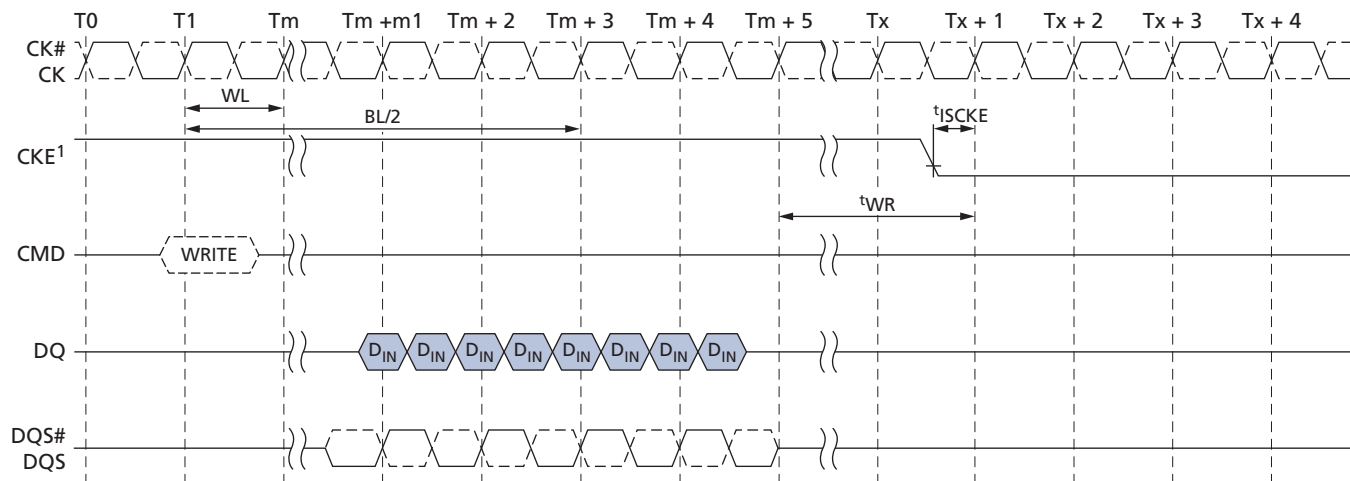 T0 T1 Tm Tm +m1 Tm + 2 Tm + 3 Tm + 4 Tm + 5 Tx Tx + 1 Tx + 2 Tx + 3 Tx + 4
CK#
CK
WL
BL/2
tISCKE
CKE1
tWR
CMD WRITE
DQ DIN DIN DIN DIN DIN DIN DIN DIN
DQS#
DQS